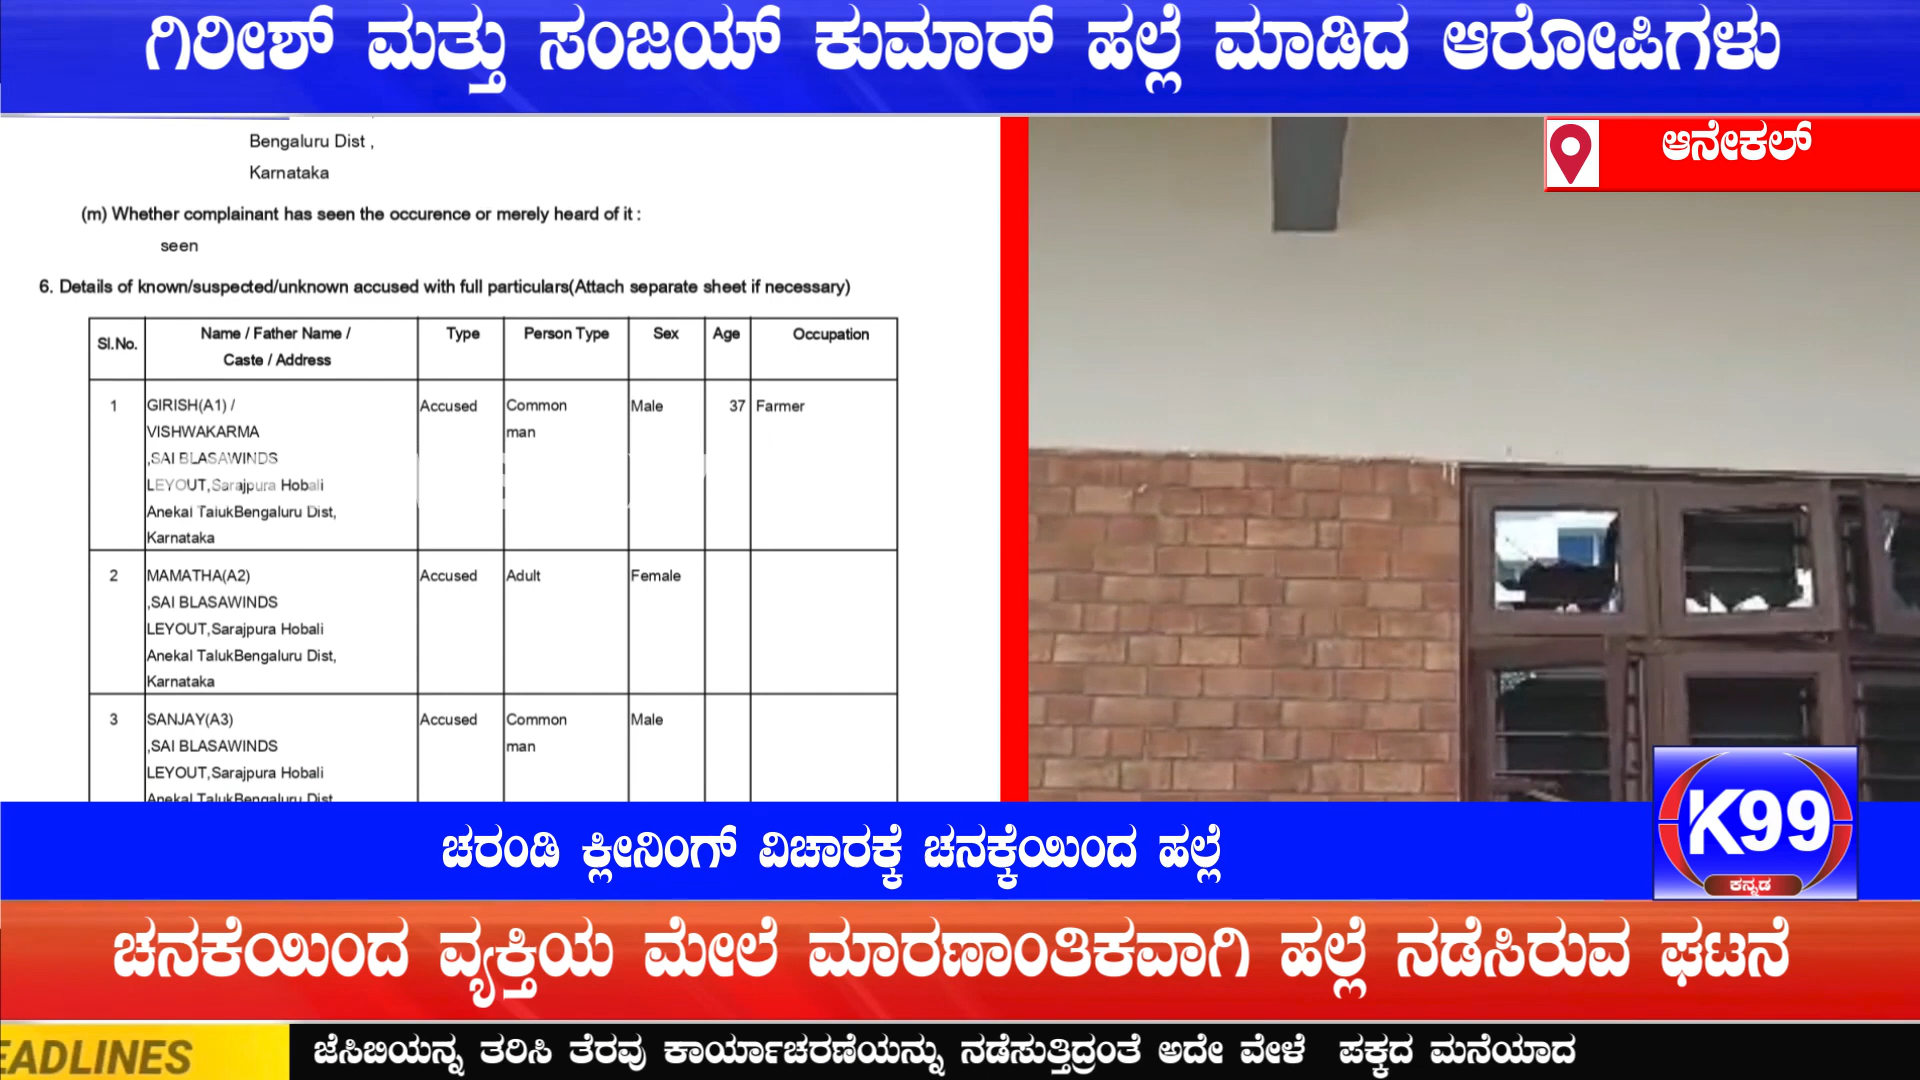 ಗಿರೀಶ್ ಮತ್ತು ಸಂಜಯ್ ಕುಮಾರ್ ಹಲ್ಲೆ ಮಾಡಿದ ಆರೋಪಿಗಳು
ಆನೇಕಲ್
Bengaluru Dist ,
Karnataka
(m) Whether complainant has seen the occurence or merely heard of it :
seen
6. Details of known/suspected/unknown accused with full particulars(Attach separate sheet if necessary)
Sl.No. Name / Father Name / Caste / Address Type Person Type Sex Age Occupation
1 GIRISH(A1) / Accused Common Male 37 Farmer
VISHWAKARMA man
,SAI BLASAWINDS
LEYOUT,Sarajpura Hobali
Anekal TalukBengaluru Dist,
Karnataka
2 MAMATHA(A2) Accused Adult Female
,SAI BLASAWINDS
LEYOUT,Sarajpura Hobali
Anekal TalukBengaluru Dist,
Karnataka
3 SANJAY(A3) Accused Common Male
,SAI BLASAWINDS man
LEYOUT,Sarajpura Hobali
Anekal TalukBengaluru Dist
ಚರಂಡಿ ಕ್ಲೀನಿಂಗ್ ವಿಚಾರಕ್ಕೆ ಚನಕ್ಕೆಯಿಂದ ಹಲ್ಲೆ
K99
ಕನ್ನಡ
ಚನಕೆಯಿಂದ ವ್ಯಕ್ತಿಯ ಮೇಲೆ ಮಾರಣಾಂತಿಕವಾಗಿ ಹಲ್ಲೆ ನಡೆಸಿರುವ ಘಟನೆ
EADLINES
ಜೆಸಿಬಿಯನ್ನ ತರಿಸಿ ತೆರವು ಕಾರ್ಯಾಚರಣೆಯನ್ನು ನಡೆಸುತ್ತಿದ್ರಂತೆ ಅದೇ ವೇಳೆ ಪಕ್ಕದ ಮನೆಯಾದ